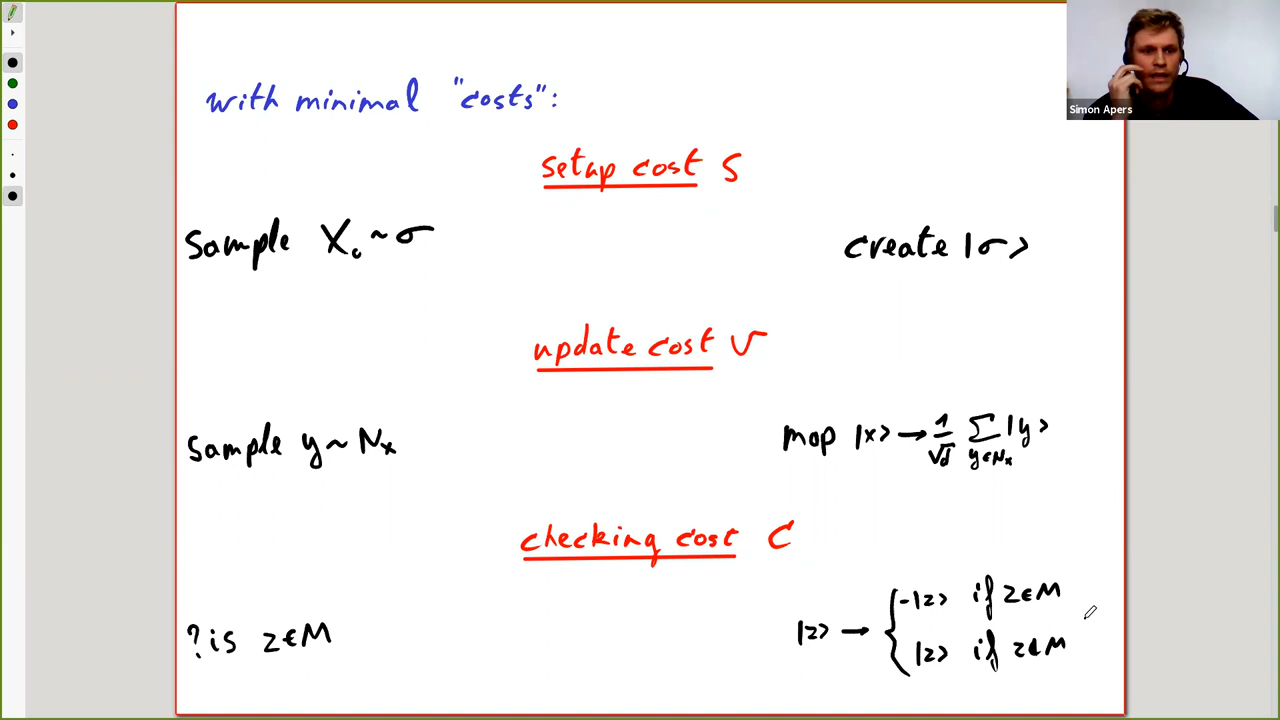 with minimal "costs":
Simon Apers
setup cost S
Sample X₀ ~ σ
create |σ>
update cost U
Sample y ~ Nₓ
map |x> → 1/√d ∑_{y∈Nₓ} |y>
checking cost C
? is z∈M
|z> → { -|z> if z∈M
|z> if z∉M